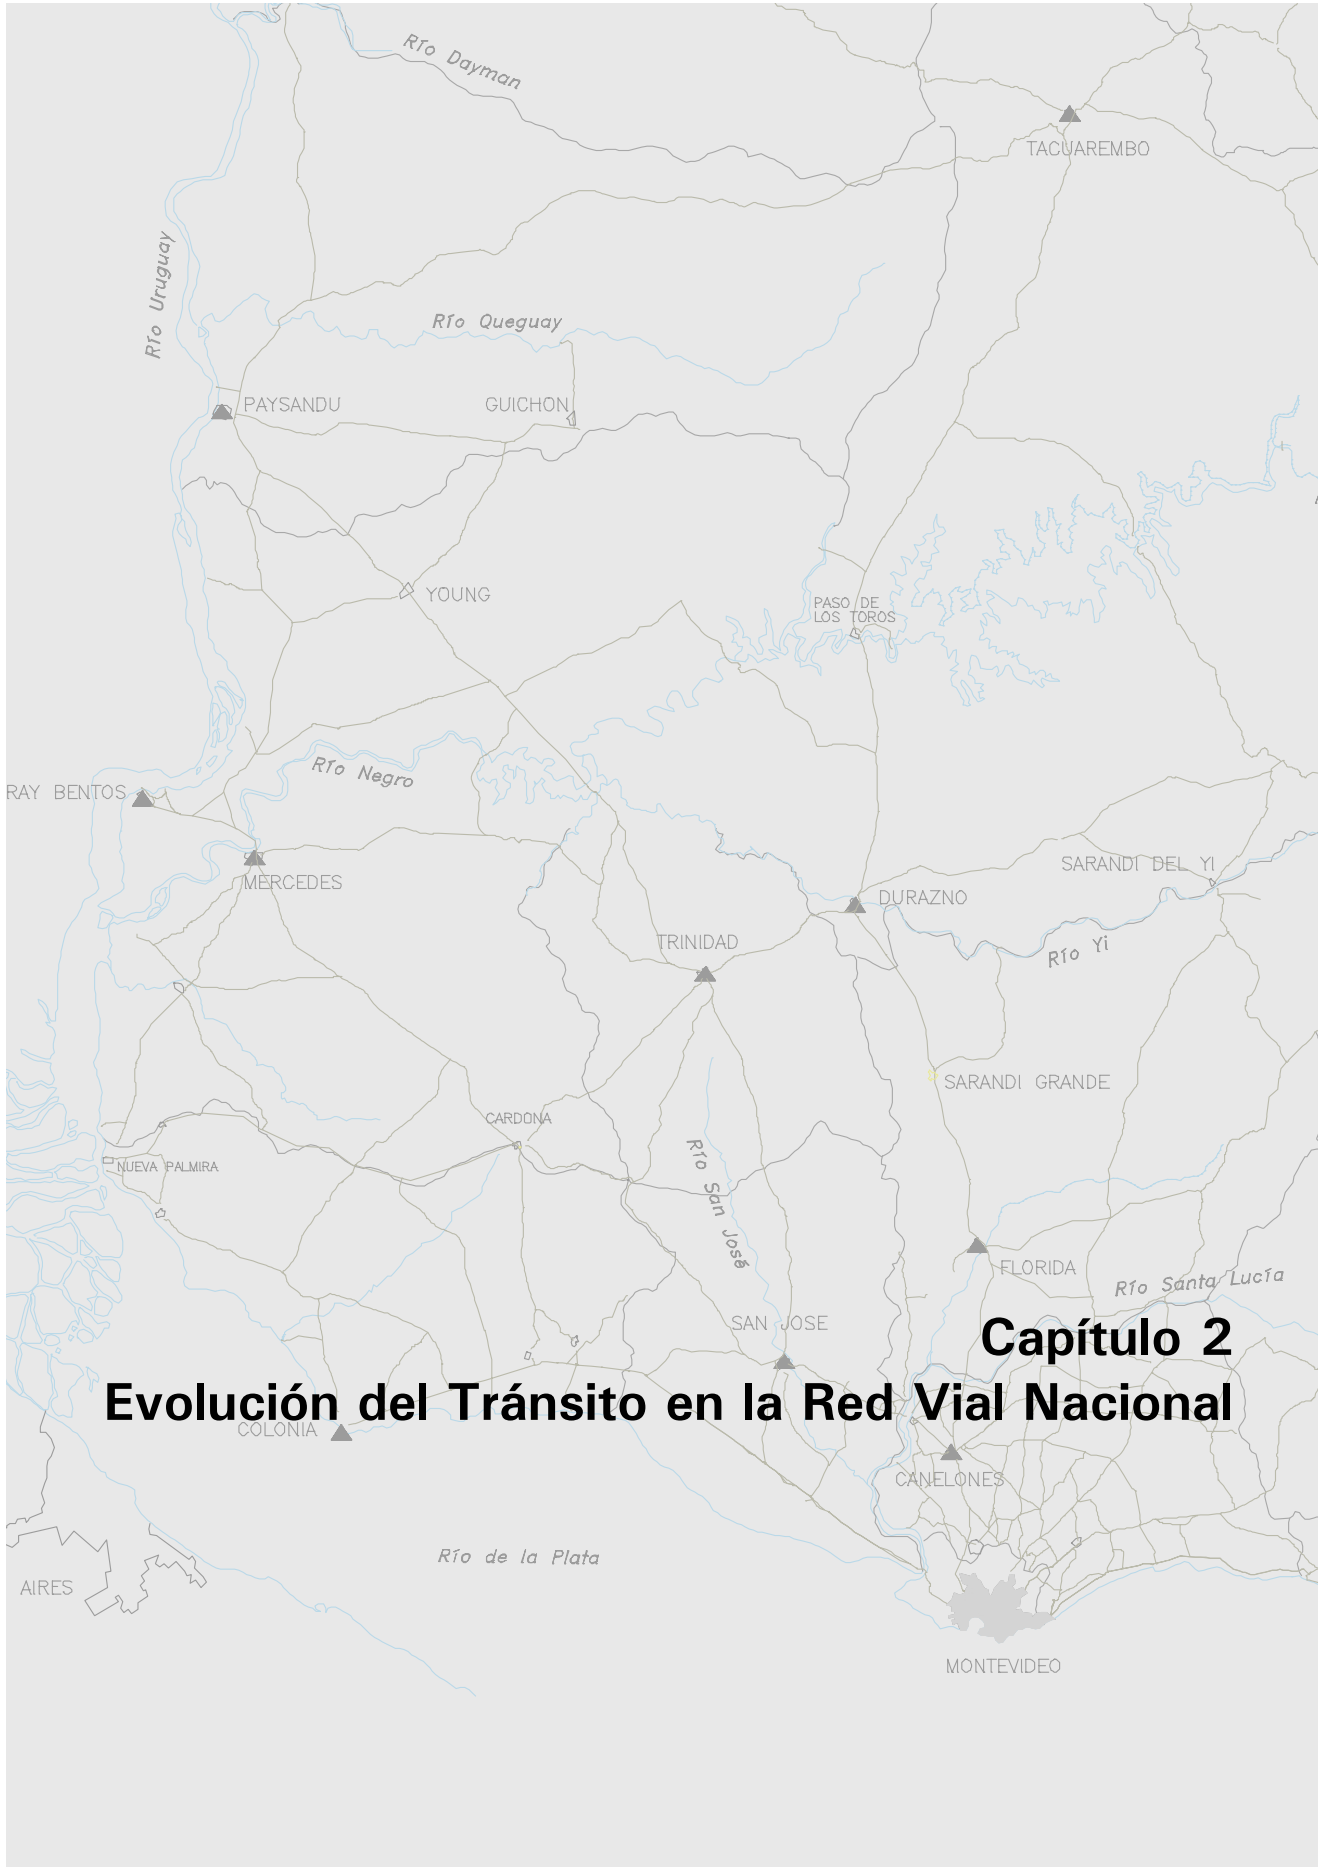 Río Dayman
TACUAREMBO
Río Uruguay
Río Queguay
PAYSANDU
GUICHON
YOUNG
PASO DE
LOS TOROS
Río Negro
RAY BENTOS
MERCEDES
SARANDI DEL YI
DURAZNO
TRINIDAD
Río Yi
SARANDI GRANDE
CARDONA
NUEVA PALMIRA
Río San José
FLORIDA
Río Santa Lucía
SAN JOSE
Capítulo 2
Evolución del Tránsito en la Red Vial Nacional
COLONIA
CANELONES
Río de la Plata
AIRES
MONTEVIDEO